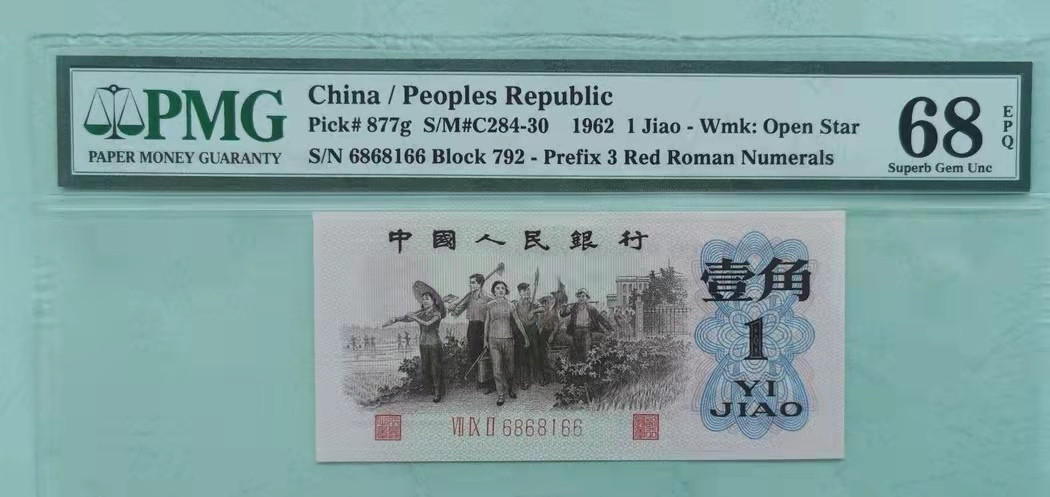 PMG
PAPER MONEY GUARANTY
China / Peoples Republic
Pick# 877g S/M#C284-30 1962 1 Jiao - Wmk: Open Star
S/N 6868166 Block 792 - Prefix 3 Red Roman Numerals
68
EPQ
Superb Gem Unc
中國人民銀行
壹角
1
YI
JIAO
VII IX II 6868166